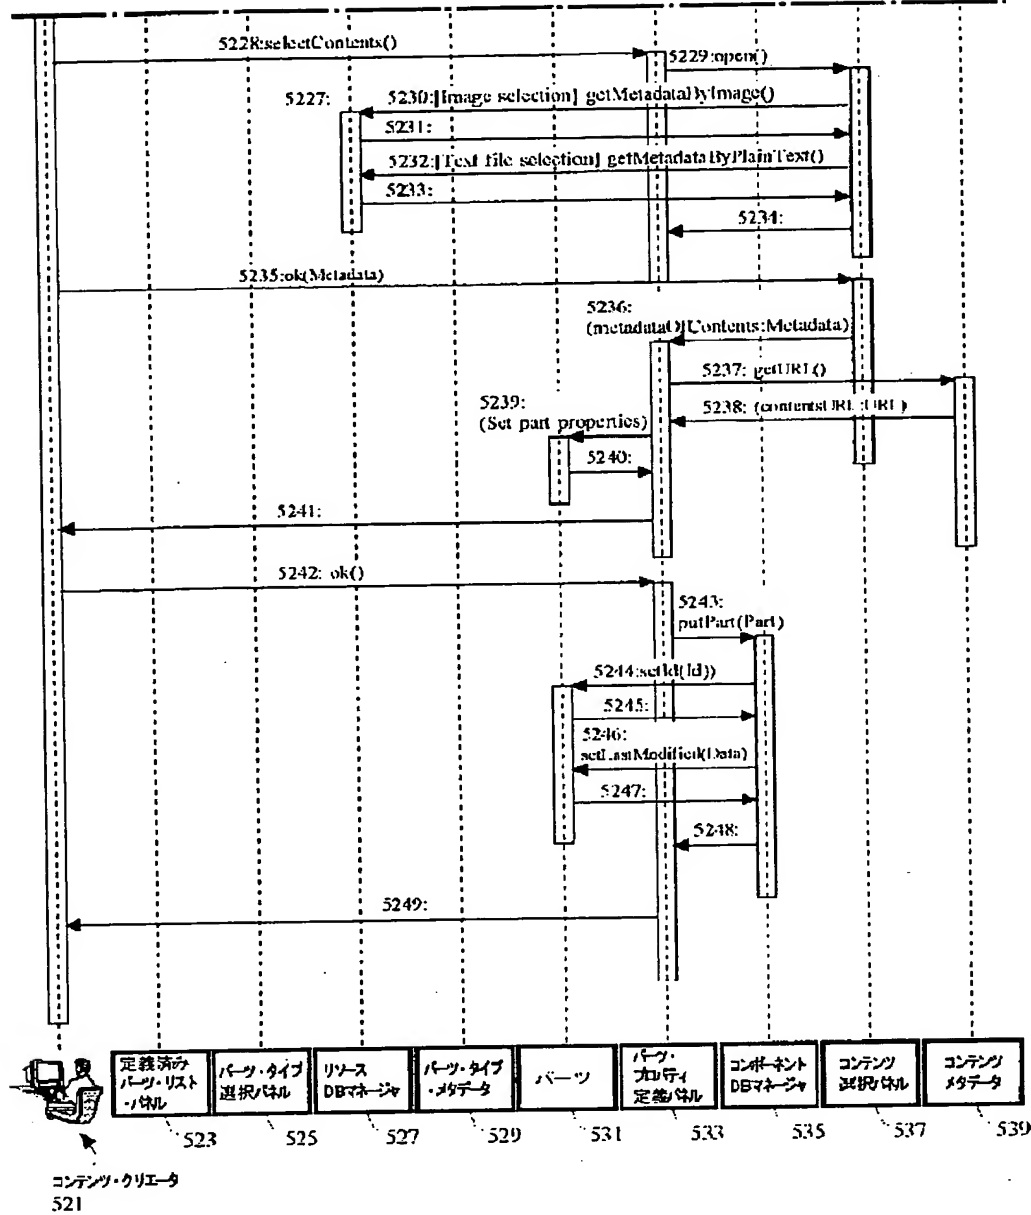 5228:selectContents()
5229:open()
5227:
5230:[Image selection] getMetadataByImage()
5231:
5232:[Text file selection] getMetadataByPlainText()
5233:
5234:
5235:ok(Metadata)
5236:
(metadataOfContents:Metadata)
5237: getURL()
5238: (contentsURL:URL)
5239:
(Set part properties)
5240:
5241:
5242: ok()
5243:
putPart(Part)
5244:setId(Id))
5245:
5246:
setLastModified(Data)
5247:
5248:
5249:
定義済み
パーツ・リスト
・パネル
パーツ・タイプ
選択パネル
リソース
DBマネージャ
パーツ・タイプ
・メタデータ
パーツ
パーツ・
プロパティ
定義パネル
コンポーネント
DBマネージャ
コンテンツ
選択パネル
コンテンツ
メタデータ
523
525
527
529
531
533
535
537
539
コンテンツ・クリエータ
521